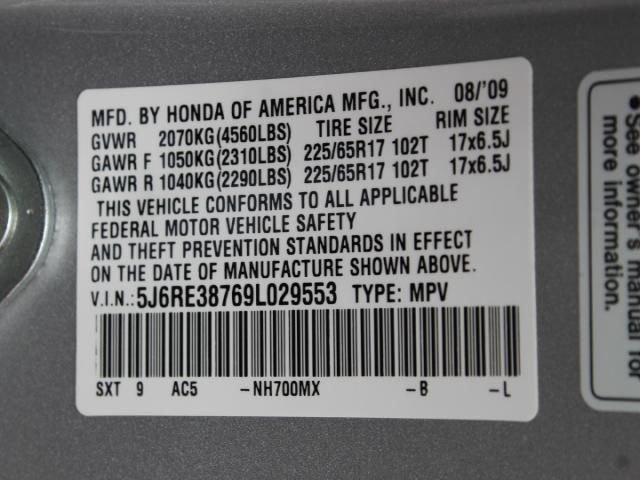 MFD. BY HONDA OF AMERICA MFG., INC. 08/'09
GVWR 2070KG(4560LBS) TIRE SIZE RIM SIZE
GAWR F 1050KG(2310LBS) 225/65R17 102T 17x6.5J
GAWR R 1040KG(2290LBS) 225/65R17 102T 17x6.5J
THIS VEHICLE CONFORMS TO ALL APPLICABLE
FEDERAL MOTOR VEHICLE SAFETY
AND THEFT PREVENTION STANDARDS IN EFFECT
ON THE DATE OF MANUFACTURE SHOWN ABOVE.
V.I.N.:5J6RE38769L029553 TYPE: MPV
SXT 9 AC5 -NH700MX -B -L
• See owner's manual for
more information.